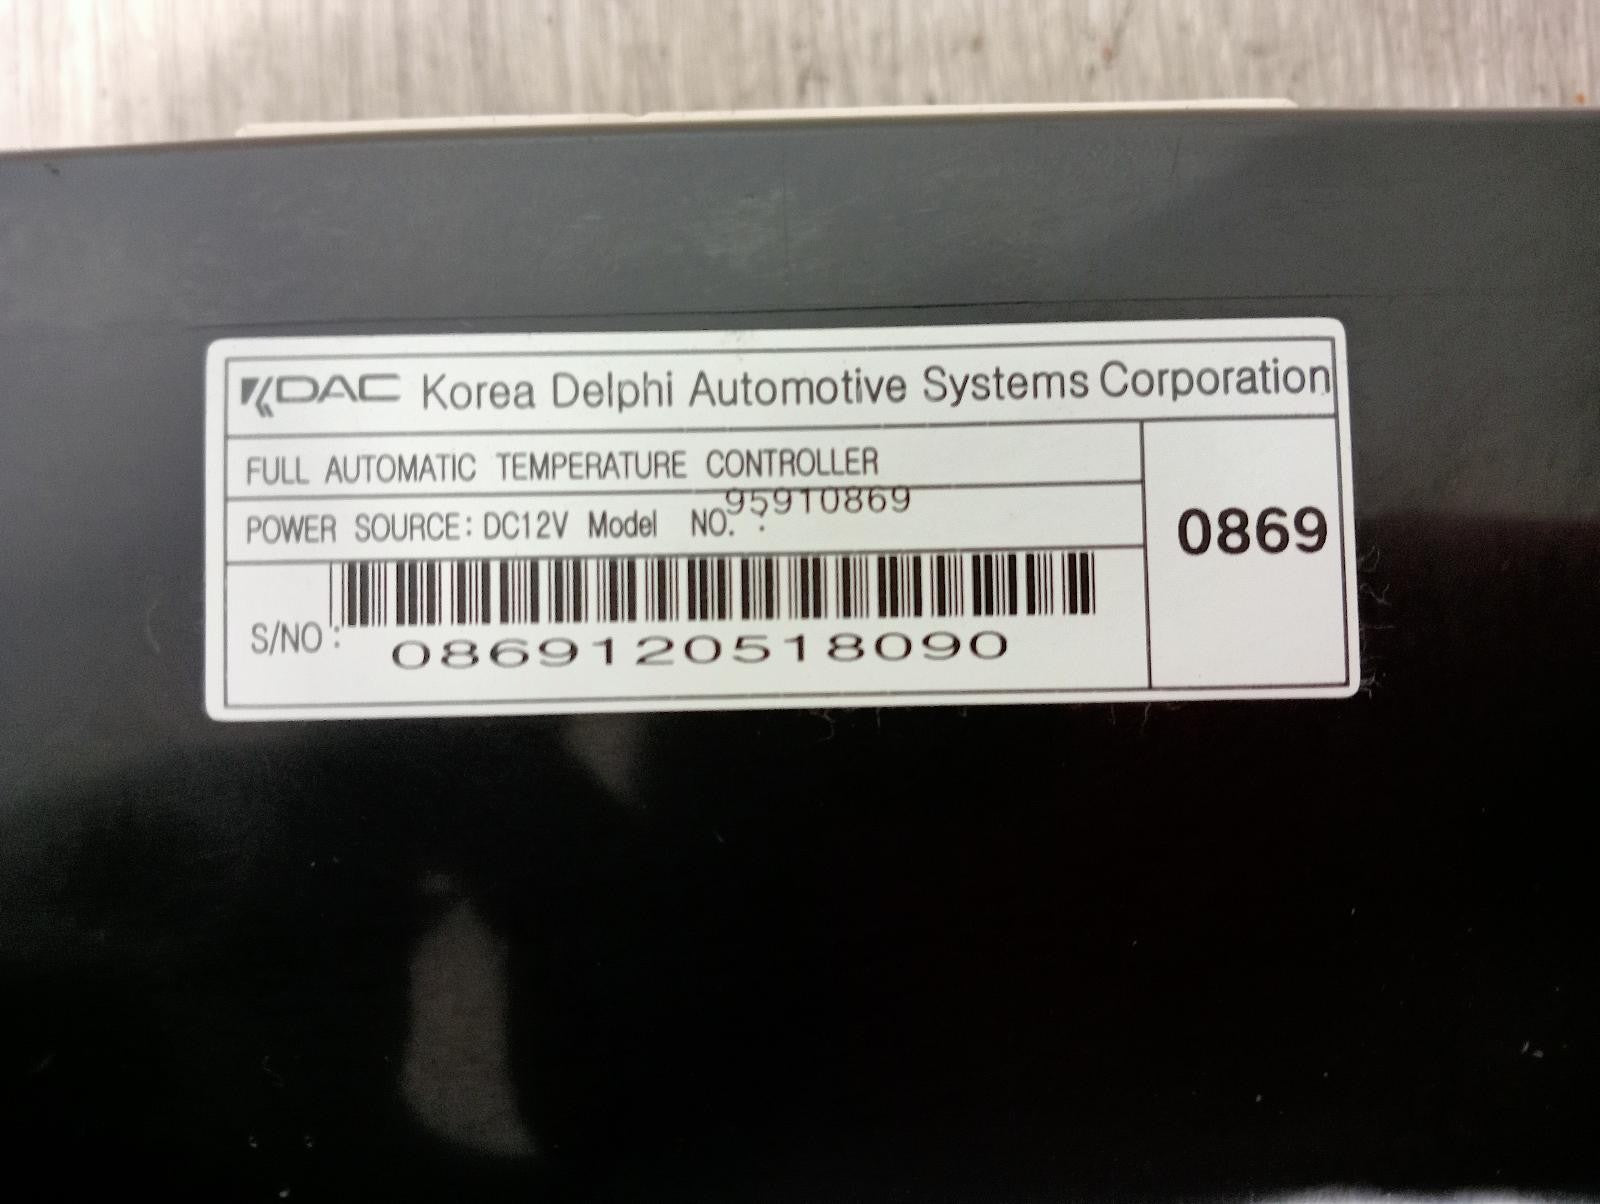 KDAC Korea Delphi Automotive Systems Corporation
FULL AUTOMATIC TEMPERATURE CONTROLLER
POWER SOURCE: DC12V Model NO. : 95910869
0869
S/NO :
0869120518090